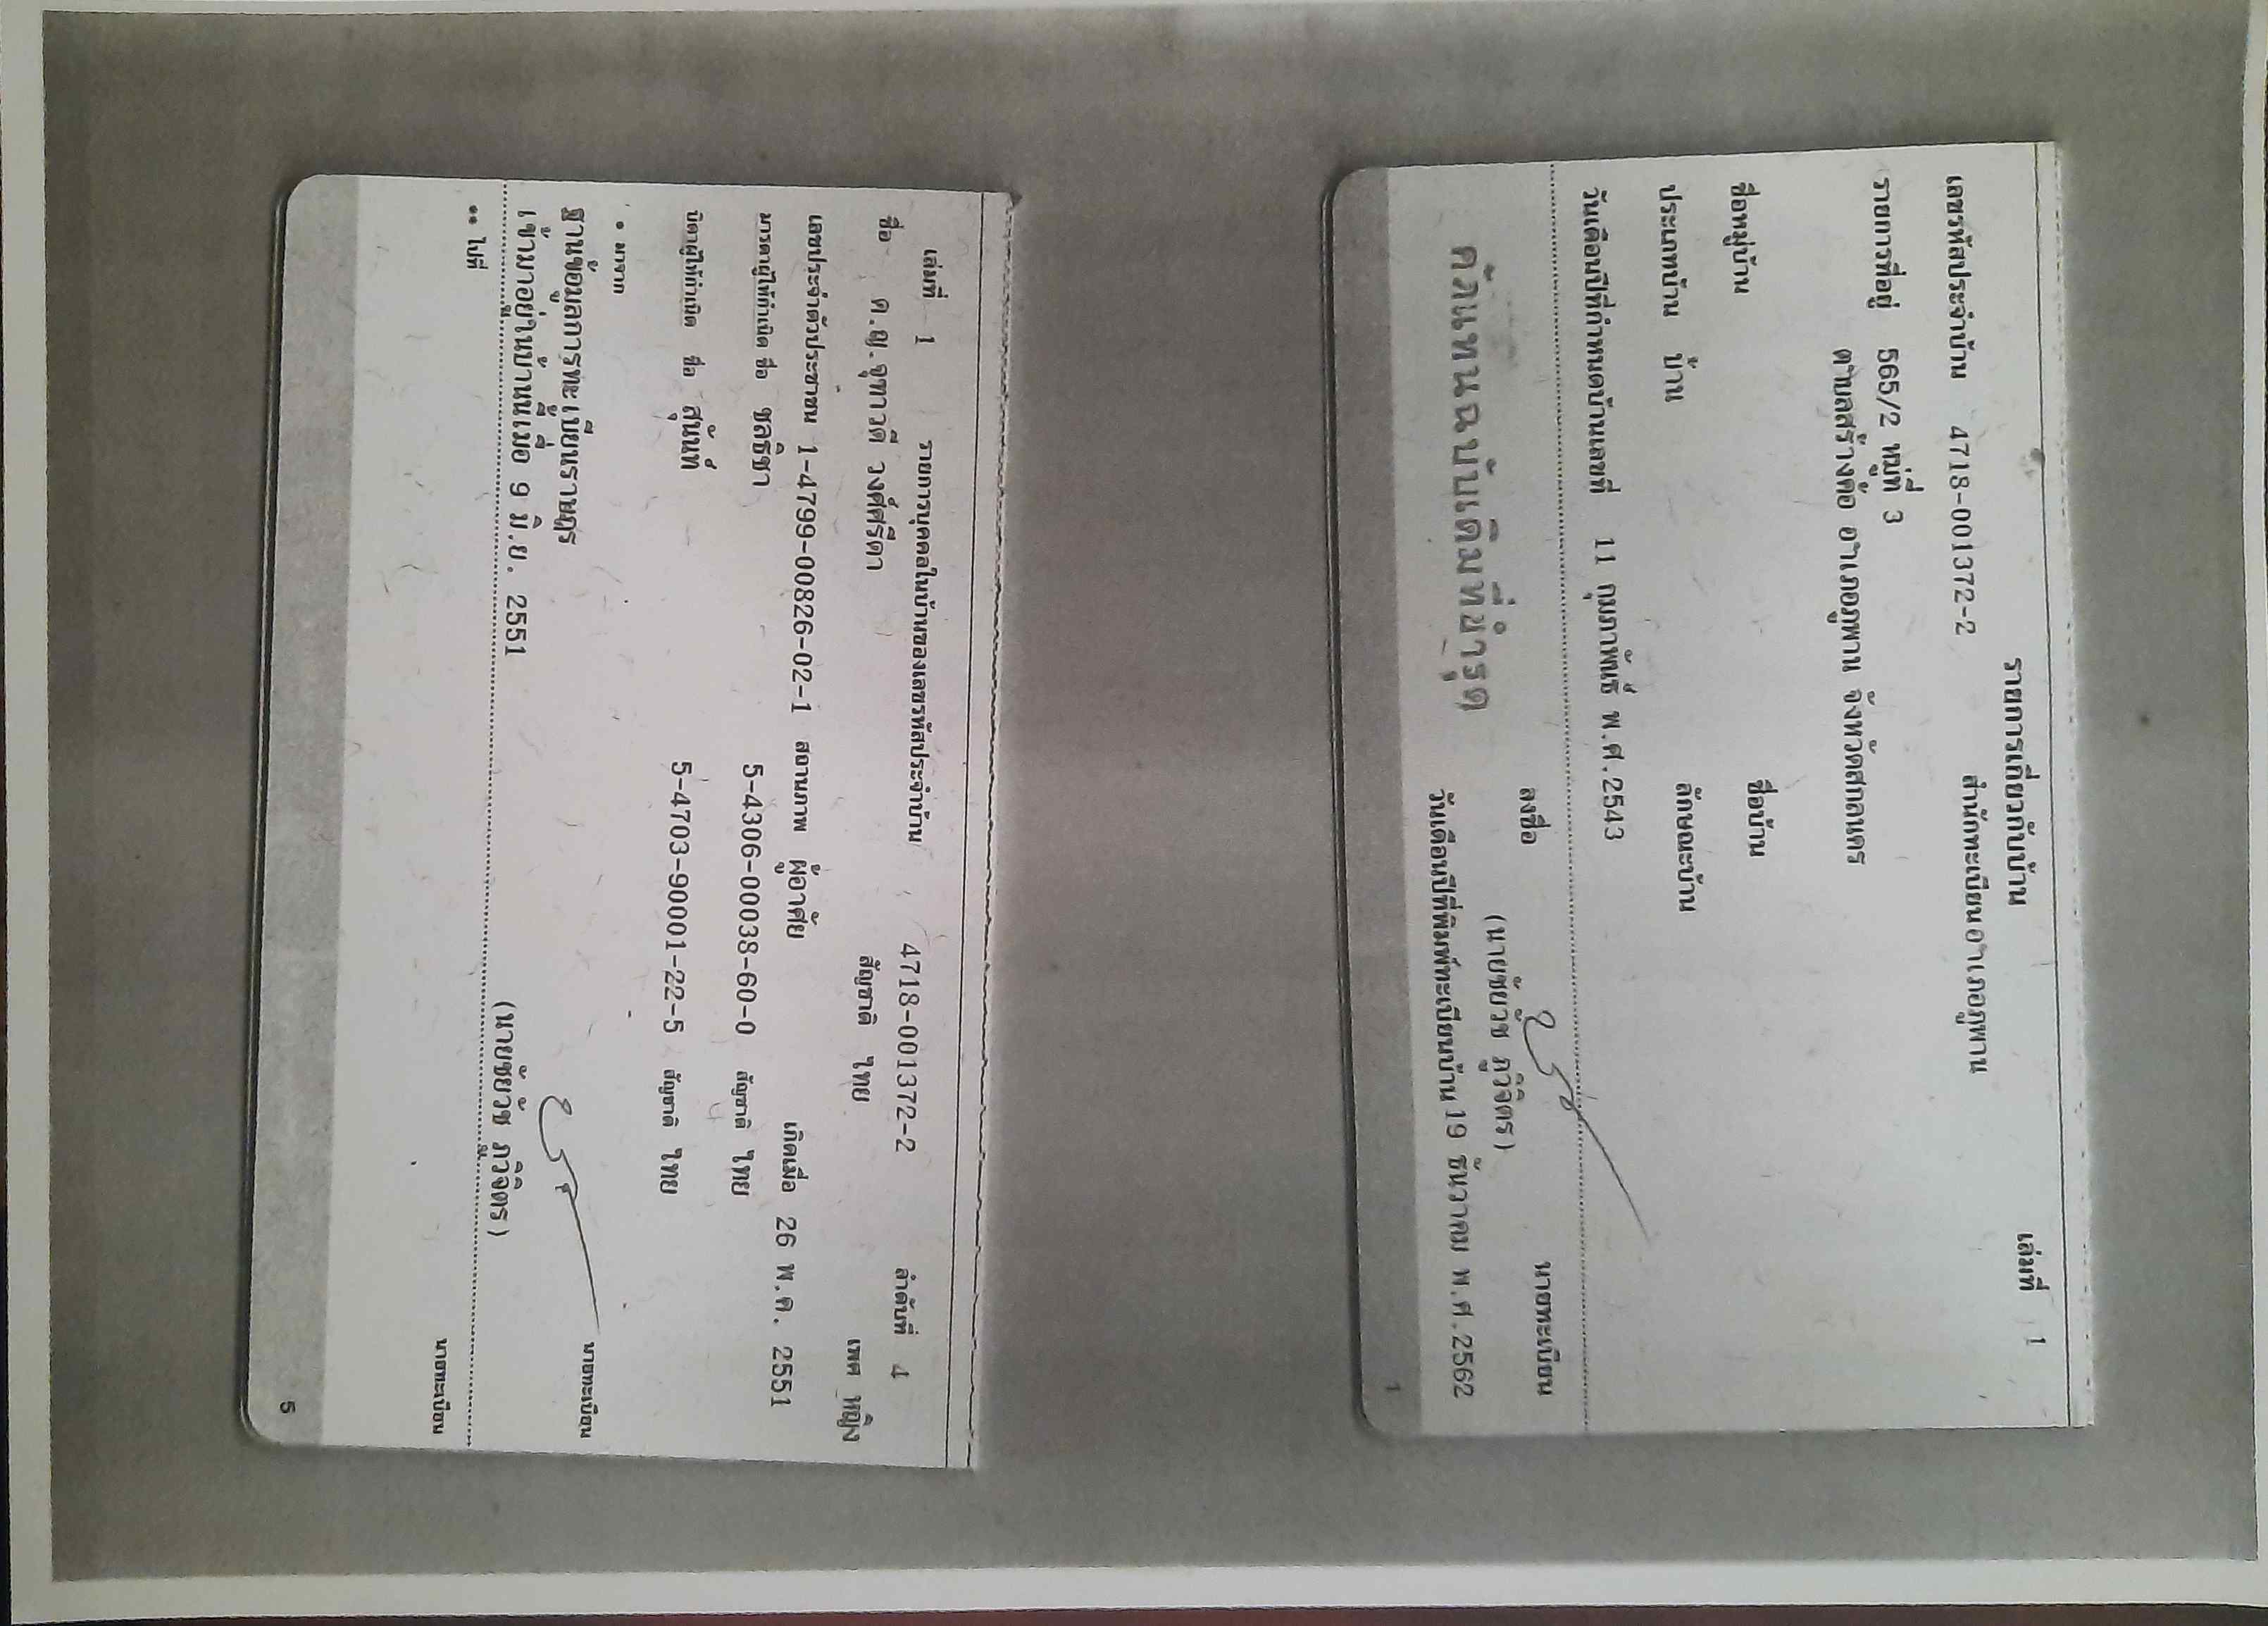 รายการเกี่ยวกับบ้าน เล่มที่ 1
เลขรหัสประจำบ้าน 4718-001372-2 สำนักทะเบียน อำเภอภูพาน
รายการที่อยู่ 565/2 หมู่ที่ 3
ตำบลสร้างค้อ อำเภอภูพาน จังหวัดสกลนคร
ชื่อหมู่บ้าน ชื่อบ้าน
ประเภทบ้าน บ้าน ลักษณะบ้าน
วันเดือนปีที่กำหนดบ้านเลขที่ 11 กุมภาพันธ์ พ.ศ.2543
ลงชื่อ นายทะเบียน
(นายชัยวัช ภูวิจิตร)
คัดแทนฉบับเดิมที่ชำรุด
วันเดือนปีที่พิมพ์ทะเบียนบ้าน 19 ธันวาคม พ.ศ.2562
1
เล่มที่ 1 รายการบุคคลในบ้านของเลขรหัสประจำบ้าน 4718-001372-2 ลำดับที่ 4
ชื่อ ด.ญ.จุฑาวดี วงศ์ศรีดา สัญชาติ ไทย เพศ หญิง
เลขประจำตัวประชาชน 1-4799-00826-02-1 สถานภาพ ผู้อาศัย เกิดเมื่อ 26 พ.ค. 2551
มารดาผู้ให้กำเนิด ชื่อ ชลธิชา 5-4306-00038-60-0 สัญชาติ ไทย
บิดาผู้ให้กำเนิด ชื่อ สุนันท์ 5-4703-90001-22-5 สัญชาติ ไทย
* มาจาก
ฐานข้อมูลการทะเบียนราษฎร นายทะเบียน
เข้ามาอยู่ในบ้านนี้เมื่อ 9 มิ.ย. 2551 (นายชัยวัช ภูวิจิตร)
** ไปที่ นายทะเบียน
5